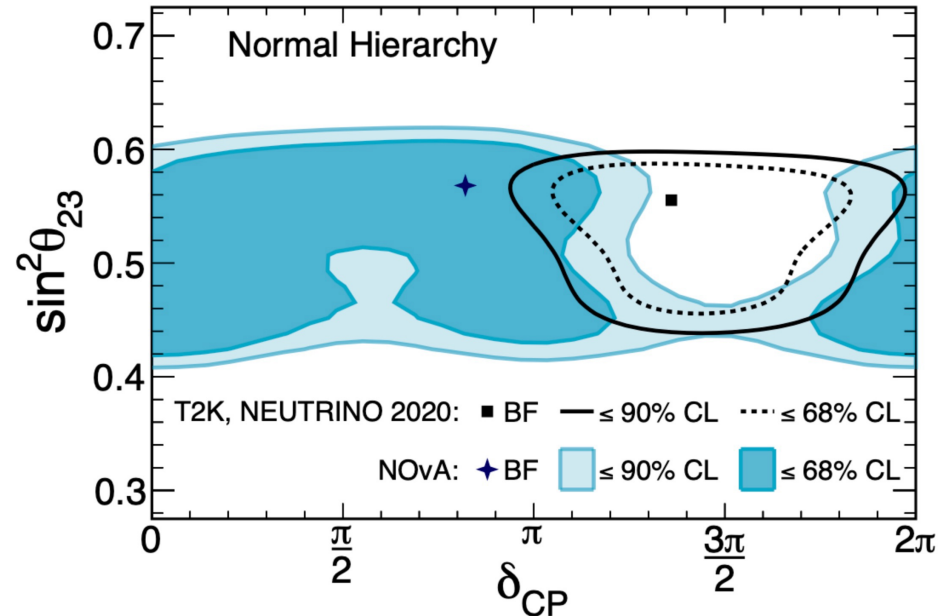 Normal Hierarchy
0.7
0.6
0.5
0.4
0.3
sin²θ₂₃
T2K, NEUTRINO 2020: BF ≤ 90% CL ≤ 68% CL
NOvA: BF ≤ 90% CL ≤ 68% CL
0 π/2 π 3π/2 2π
δCP